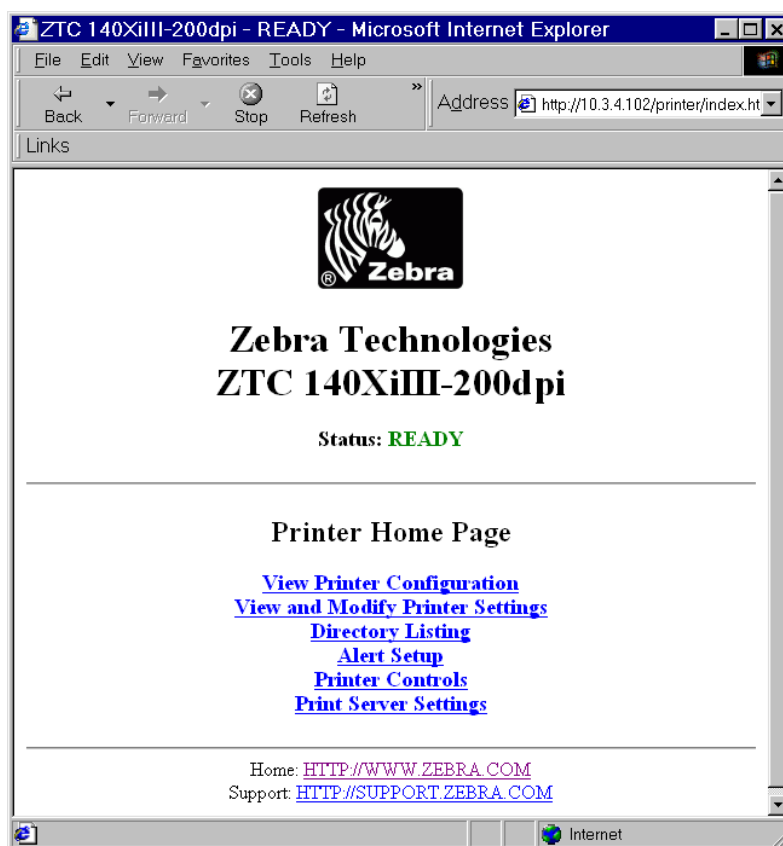 ZTC 140XiIII-200dpi - READY - Microsoft Internet Explorer
File Edit View Favorites Tools Help
Back Forward Stop Refresh » Address http://10.3.4.102/printer/index.ht
Links
® Zebra
Zebra Technologies
ZTC 140XiIII-200dpi
Status: READY
Printer Home Page
View Printer Configuration
View and Modify Printer Settings
Directory Listing
Alert Setup
Printer Controls
Print Server Settings
Home: HTTP://WWW.ZEBRA.COM
Support: HTTP://SUPPORT.ZEBRA.COM
Internet